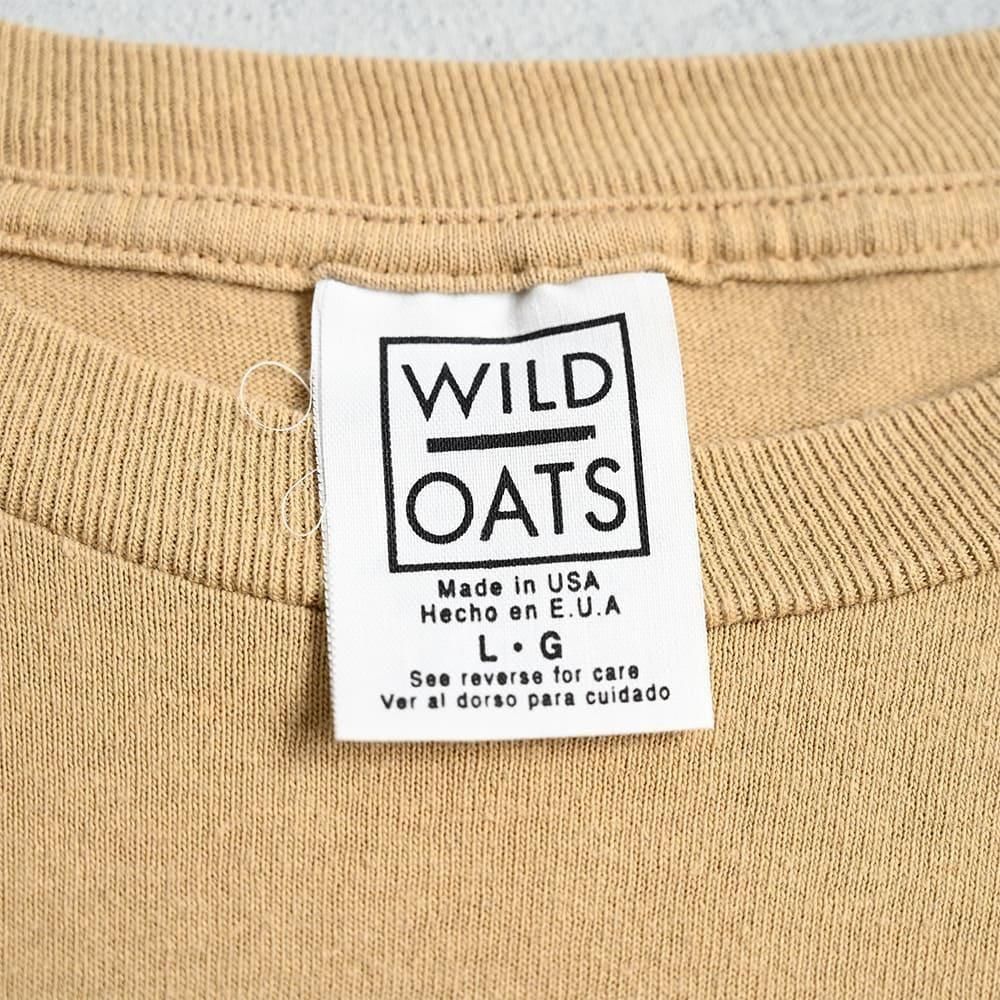 WILD
OATS
Made in USA
Hecho en E.U.A
L • G
See reverse for care
Ver al dorso para cuidado